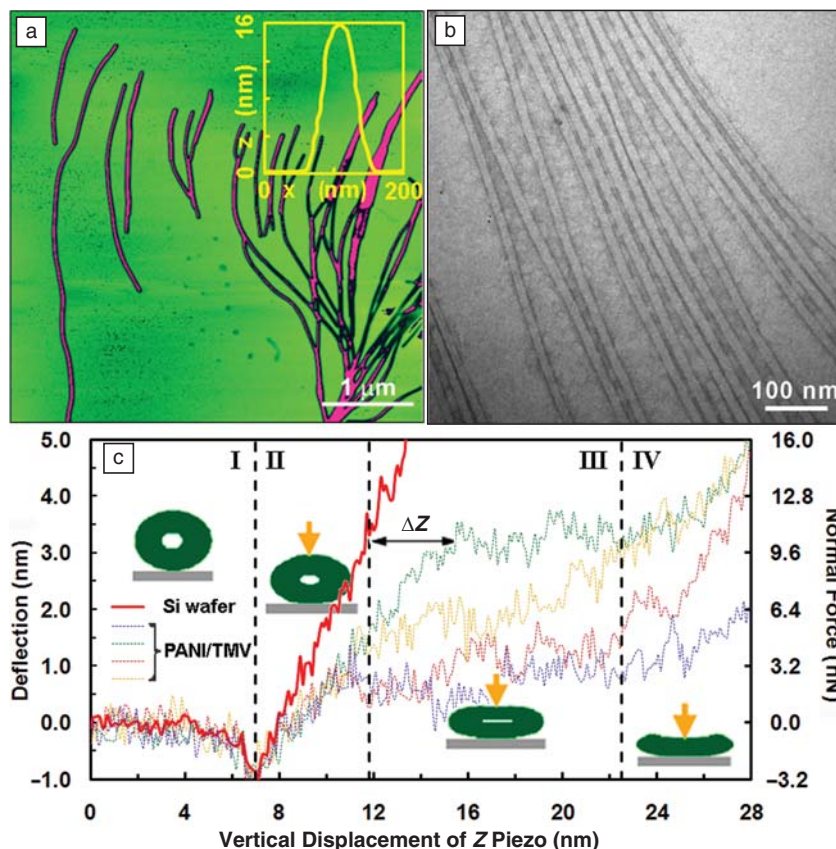 a
16
(nm)
z
0
0 x (nm) 200
1 μm
b
100 nm
c
I II III IV
5.0
4.0
3.0
2.0
1.0
0.0
−1.0
Deflection (nm)
16.0
12.8
9.6
6.4
3.2
0.0
−3.2
Normal Force (nN)
ΔZ
Si wafer
PANI/TMV
0 4 8 12 16 20 24 28
Vertical Displacement of Z Piezo (nm)